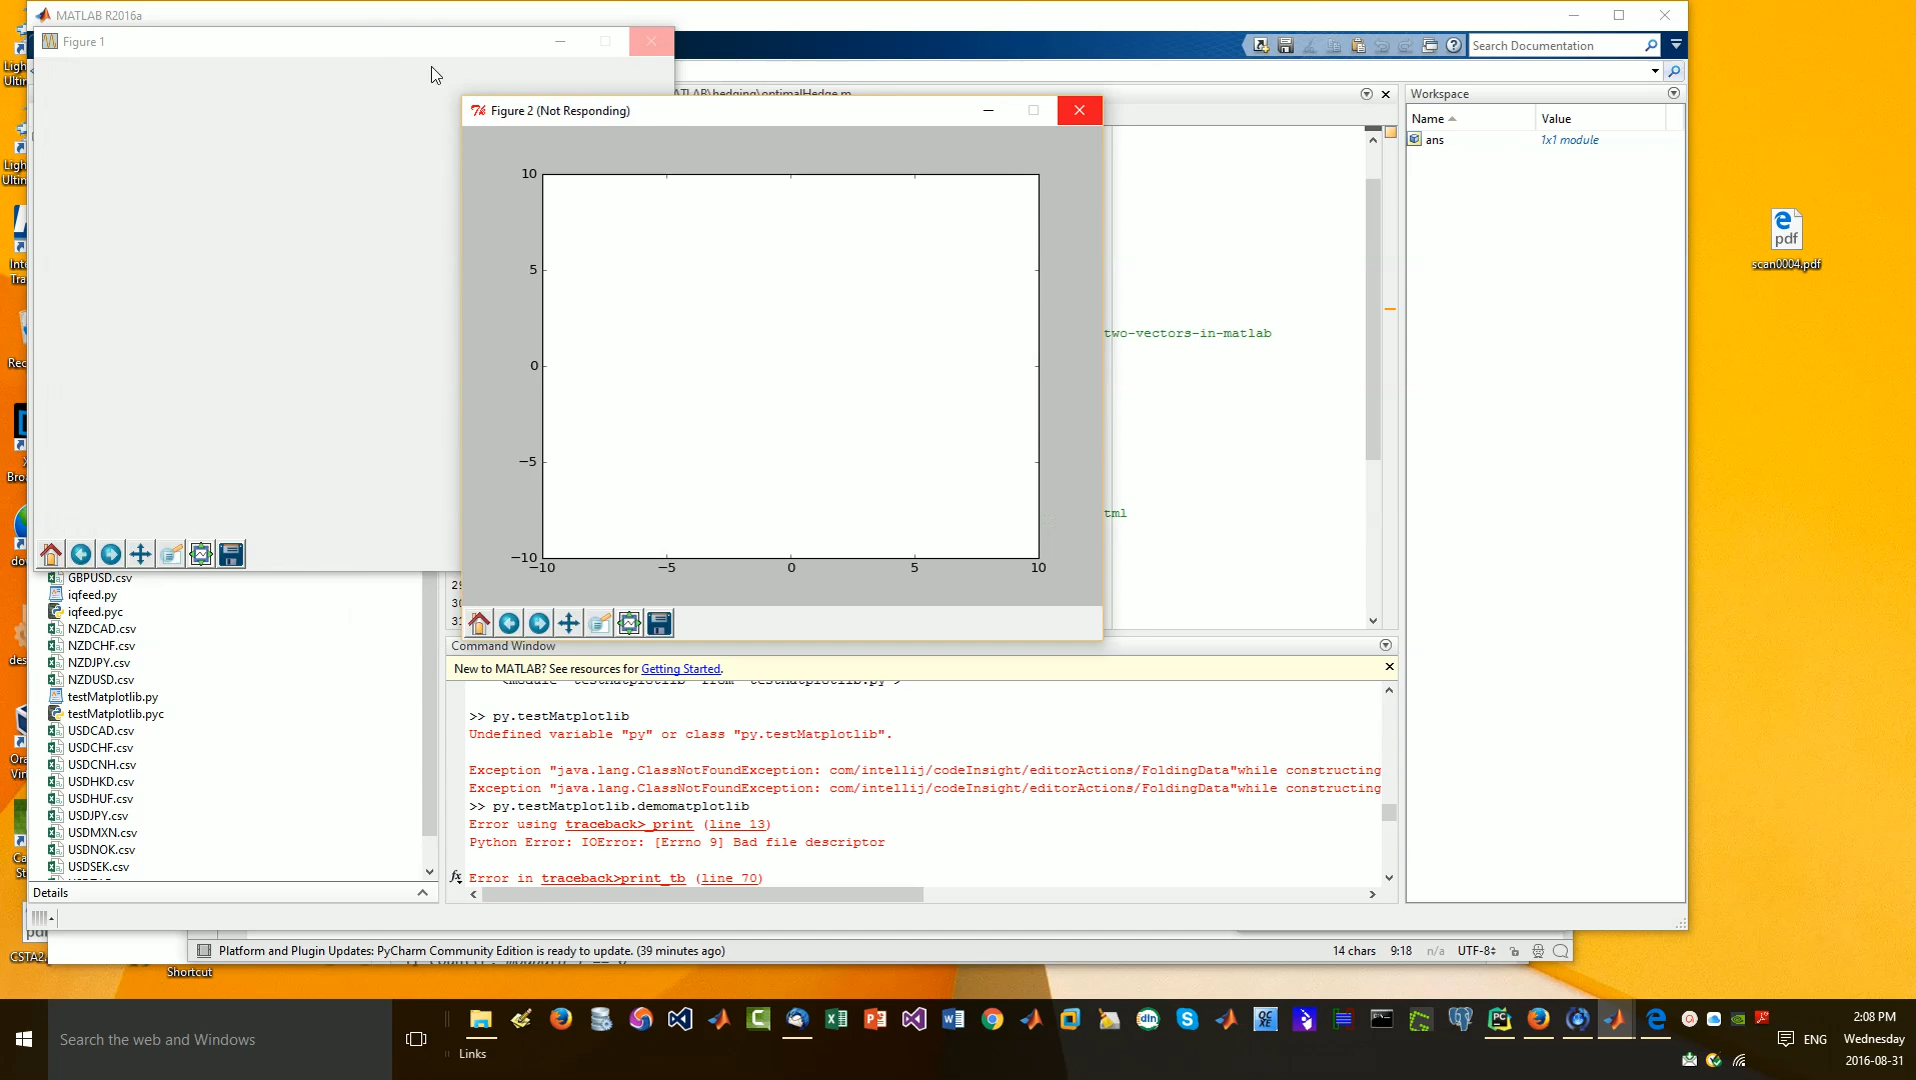 MATLAB R2016a
Figure 1
Search Documentation
Figure 2 (Not Responding)
Workspace
Name
Value
ans
1x1 module
10
5
0
−5
−10
−10
−5
0
5
10
two-vectors-in-matlab
tml
pdf
scan0004.pdf
GBPUSD.csv
iqfeed.py
iqfeed.pyc
NZDCAD.csv
NZDCHF.csv
NZDJPY.csv
NZDUSD.csv
testMatplotlib.py
testMatplotlib.pyc
USDCAD.csv
USDCHF.csv
USDCNH.csv
USDHKD.csv
USDHUF.csv
USDJPY.csv
USDMXN.csv
USDNOK.csv
USDSEK.csv
Details
Command Window
New to MATLAB? See resources for Getting Started.
>> py.testMatplotlib
Undefined variable "py" or class "py.testMatplotlib".
Exception "java.lang.ClassNotFoundException: com/intellij/codeInsight/editorActions/FoldingData"while constructing
Exception "java.lang.ClassNotFoundException: com/intellij/codeInsight/editorActions/FoldingData"while constructing
>> py.testMatplotlib.demomatplotlib
Error using traceback>_print (line 13)
Python Error: IOError: [Errno 9] Bad file descriptor
Error in traceback>print_tb (line 70)
Platform and Plugin Updates: PyCharm Community Edition is ready to update. (39 minutes ago)
14 chars 9:18 n/a UTF-8
Shortcut
Search the web and Windows
Links
ENG
2:08 PM
Wednesday
2016-08-31